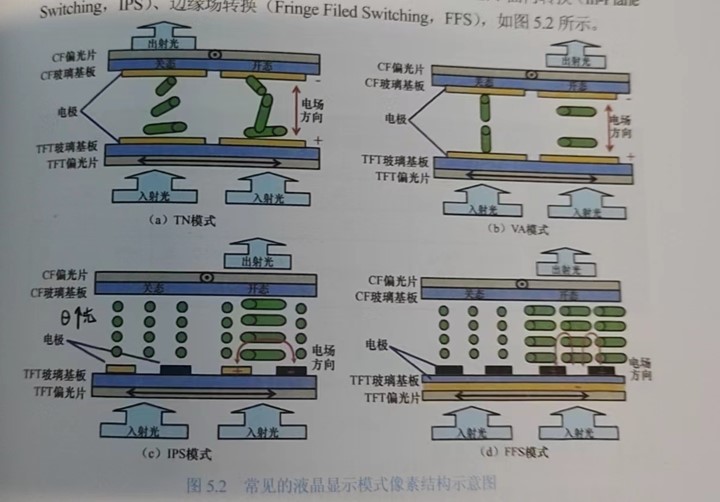 Switching，IPS）、边缘场转换（Fringe Filed Switching，FFS），如图5.2所示。
出射光
CF偏光片
CF玻璃基板
关态
开态
电极
电场
方向
-
+
TFT玻璃基板
TFT偏光片
入射光
入射光
（a）TN模式
出射光
CF偏光片
CF玻璃基板
关态
开态
电极
电场
方向
-
+
TFT玻璃基板
TFT偏光片
入射光
入射光
（b）VA模式
出射光
CF偏光片
CF玻璃基板
关态
开态
电极
电场
方向
+
-
TFT玻璃基板
TFT偏光片
入射光
入射光
（c）IPS模式
出射光
CF偏光片
CF玻璃基板
关态
开态
电极
电场
方向
-
TFT玻璃基板
TFT偏光片
入射光
入射光
（d）FFS模式
图5.2 常见的液晶显示模式像素结构示意图